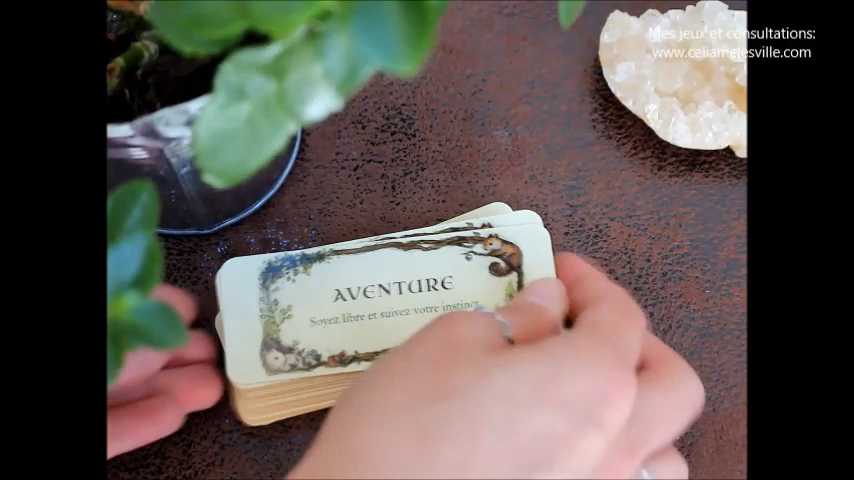 Mes jeux et consultations:
www.celiamelesville.com
AVENTURE
Soyez libre et suivez votre instinct